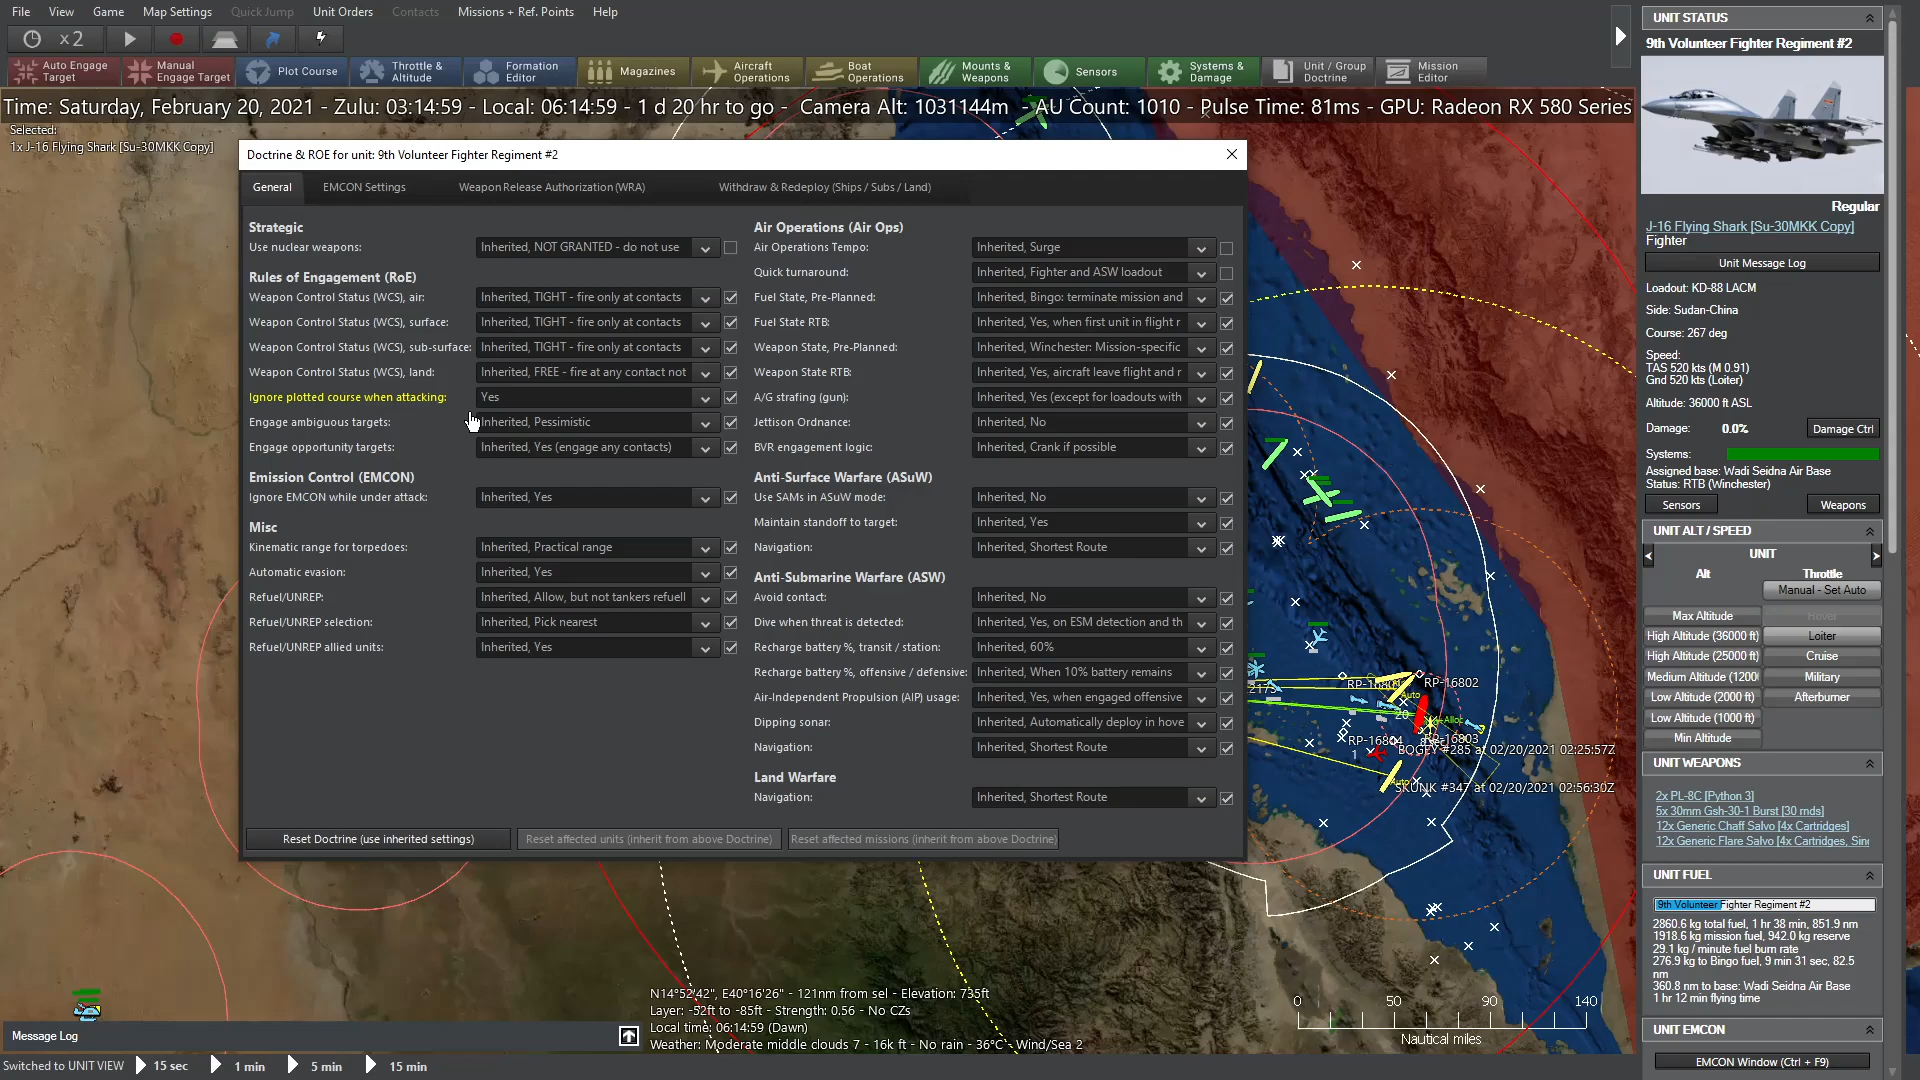 File View Game Map Settings Quick Jump Unit Orders Contacts Missions + Ref. Points Help
x 2
Auto Engage Target
Manual Engage Target
Plot Course
Throttle & Altitude
Formation Editor
Magazines
Aircraft Operations
Boat Operations
Mounts & Weapons
Sensors
Systems & Damage
Unit / Group Doctrine
Mission Editor
Time: Saturday, February 20, 2021 - Zulu: 03:14:59 - Local: 06:14:59 - 1 d 20 hr to go - Camera Alt: 1031144m - AU Count: 1010 - Pulse Time: 81ms - GPU: Radeon RX 580 Series
Selected:
1x J-16 Flying Shark [Su-30MKK Copy]
Doctrine & ROE for unit: 9th Volunteer Fighter Regiment #2
General EMCON Settings Weapon Release Authorization (WRA) Withdraw & Redeploy (Ships / Subs / Land)
Strategic
Use nuclear weapons: Inherited, NOT GRANTED - do not use
Rules of Engagement (RoE)
Weapon Control Status (WCS), air: Inherited, TIGHT - fire only at contacts
Weapon Control Status (WCS), surface: Inherited, TIGHT - fire only at contacts
Weapon Control Status (WCS), sub-surface: Inherited, TIGHT - fire only at contacts
Weapon Control Status (WCS), land: Inherited, FREE - fire at any contact not
Ignore plotted course when attacking: Yes
Engage ambiguous targets: Inherited, Pessimistic
Engage opportunity targets: Inherited, Yes (engage any contacts)
Emission Control (EMCON)
Ignore EMCON while under attack: Inherited, Yes
Misc
Kinematic range for torpedoes: Inherited, Practical range
Automatic evasion: Inherited, Yes
Refuel/UNREP: Inherited, Allow, but not tankers refuell
Refuel/UNREP selection: Inherited, Pick nearest
Refuel/UNREP allied units: Inherited, Yes
Air Operations (Air Ops)
Air Operations Tempo: Inherited, Surge
Quick turnaround: Inherited, Fighter and ASW loadout
Fuel State, Pre-Planned: Inherited, Bingo: terminate mission and
Fuel State RTB: Inherited, Yes, when first unit in flight r
Weapon State, Pre-Planned: Inherited, Winchester: Mission-specific
Weapon State RTB: Inherited, Yes, aircraft leave flight and r
A/G strafing (gun): Inherited, Yes (except for loadouts with
Jettison Ordnance: Inherited, No
BVR engagement logic: Inherited, Crank if possible
Anti-Surface Warfare (ASuW)
Use SAMs in ASuW mode: Inherited, No
Maintain standoff to target: Inherited, Yes
Navigation: Inherited, Shortest Route
Anti-Submarine Warfare (ASW)
Avoid contact: Inherited, No
Dive when threat is detected: Inherited, Yes, on ESM detection and th
Recharge battery %, transit / station: Inherited, 60%
Recharge battery %, offensive / defensive: Inherited, When 10% battery remains
Air-Independent Propulsion (AIP) usage: Inherited, Yes, when engaged offensive
Dipping sonar: Inherited, Automatically deploy in hove
Navigation: Inherited, Shortest Route
Land Warfare
Navigation: Inherited, Shortest Route
Reset Doctrine (use inherited settings) Reset affected units (inherit from above Doctrine) Reset affected missions (inherit from above Doctrine)
RP-16802
Auto
20
RP-16804
RP-16803
1
BOGEY #285 at 02/20/2021 02:25:57Z
Auto
SKUNK #347 at 02/20/2021 02:56:30Z
N14°52'42", E40°16'26" - 121nm from sel - Elevation: 735ft
Layer: -52ft to -85ft - Strength: 0.56 - No CZs
Local time: 06:14:59 (Dawn)
Weather: Moderate middle clouds 7 - 16k ft - No rain - 36°C - Wind/Sea 2
0 50 90 140
Nautical miles
Message Log
Switched to UNIT VIEW 15 sec 1 min 5 min 15 min
UNIT STATUS
9th Volunteer Fighter Regiment #2
Regular
J-16 Flying Shark [Su-30MKK Copy]
Fighter
Unit Message Log
Loadout: KD-88 LACM
Side: Sudan-China
Course: 267 deg
Speed:
TAS 520 kts (M 0.91)
Gnd 520 kts (Loiter)
Altitude: 36000 ft ASL
Damage: 0.0% Damage Ctrl
Systems:
Assigned base: Wadi Seidna Air Base
Status: RTB (Winchester)
Sensors Weapons
UNIT ALT / SPEED
UNIT
Alt Throttle
Manual - Set Auto
Max Altitude Hover
High Altitude (36000 ft) Loiter
High Altitude (25000 ft) Cruise
Medium Altitude (1200 Military
Low Altitude (2000 ft) Afterburner
Low Altitude (1000 ft)
Min Altitude
UNIT WEAPONS
2x PL-8C [Python 3]
5x 30mm Gsh-30-1 Burst [30 rnds]
12x Generic Chaff Salvo [4x Cartridges]
12x Generic Flare Salvo [4x Cartridges, Sin
UNIT FUEL
9th Volunteer Fighter Regiment #2
2860.6 kg total fuel, 1 hr 38 min, 851.9 nm
1918.6 kg mission fuel, 942.0 kg reserve
29.1 kg / minute fuel burn rate
276.9 kg to Bingo fuel, 9 min 31 sec, 82.5
nm
360.8 nm to base: Wadi Seidna Air Base
1 hr 12 min flying time
UNIT EMCON
EMCON Window (Ctrl + F9)